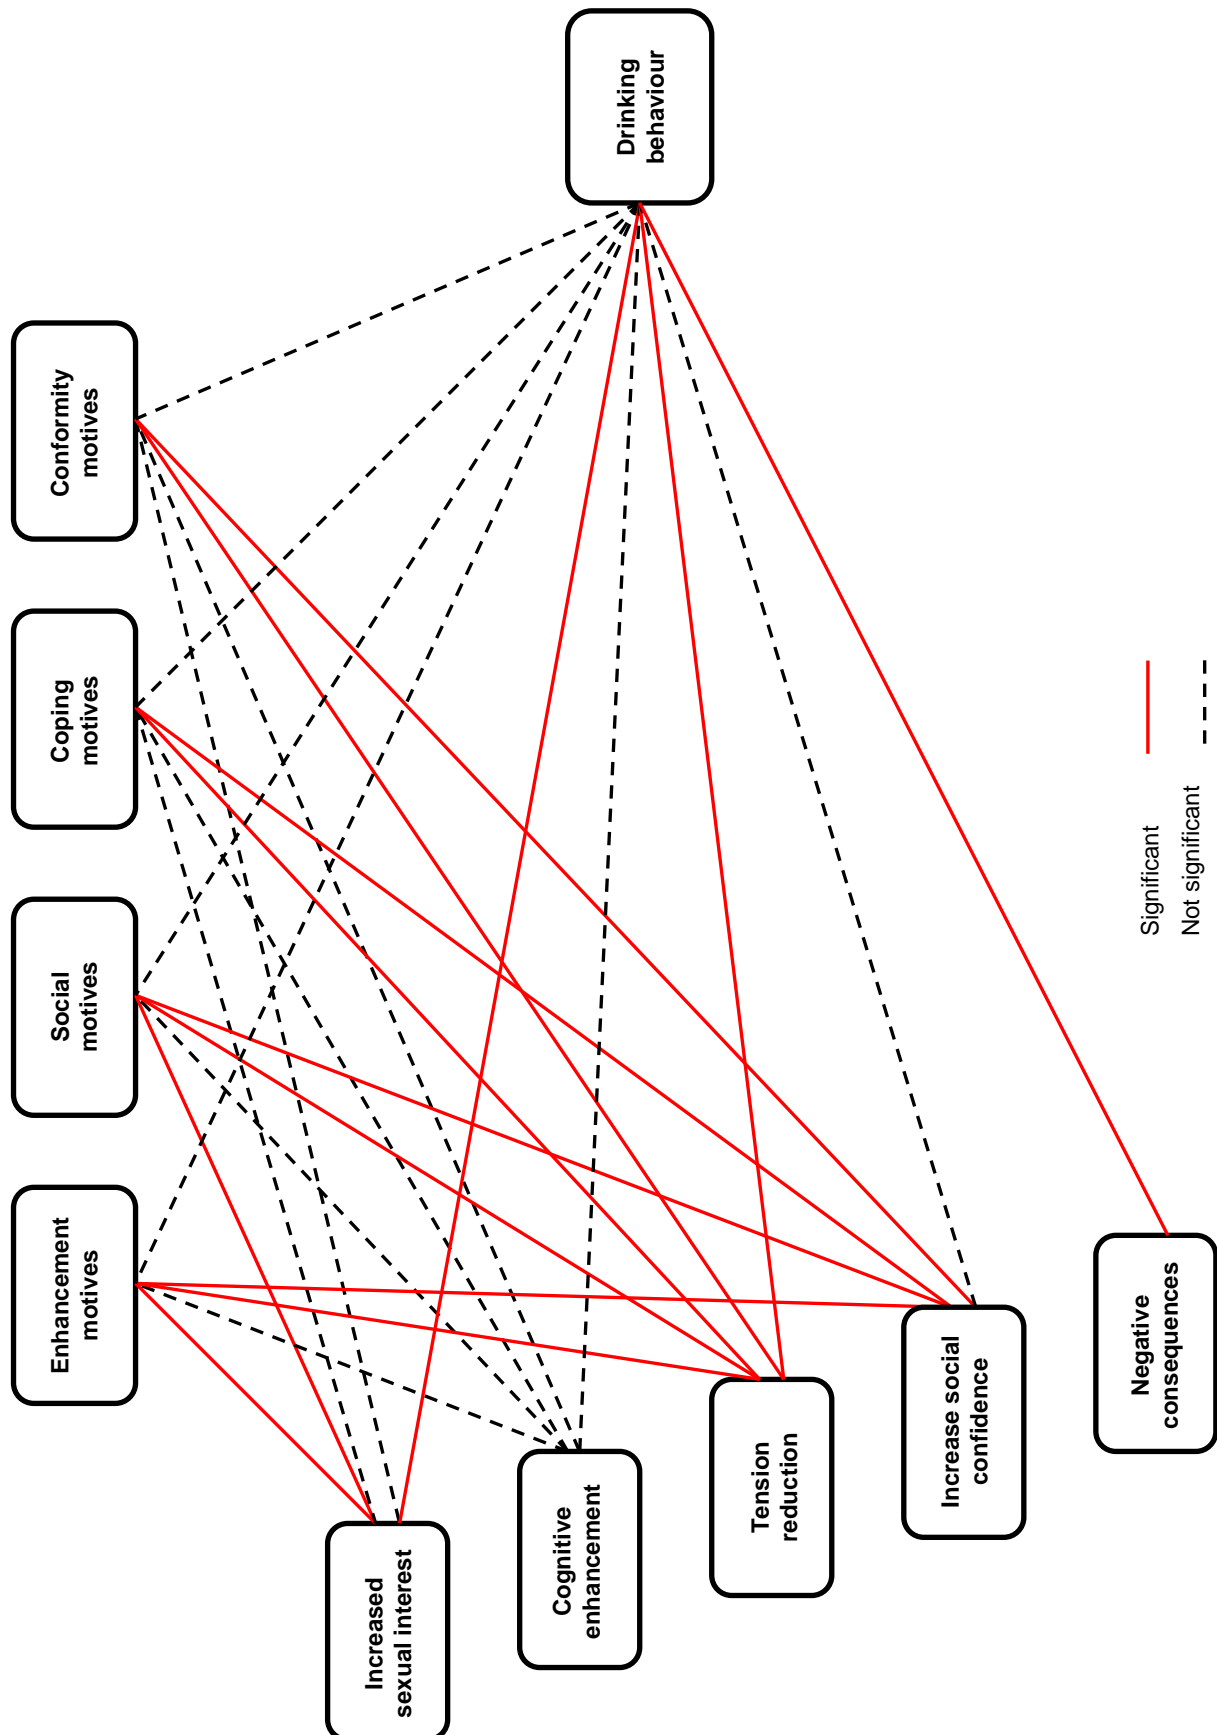 Enhancement
motives
Social
motives
Coping
motives
Conformity
motives
Increased
sexual interest
Cognitive
enhancement
Tension
reduction
Increase social
confidence
Negative
consequences
Drinking
behaviour
Significant
Not significant